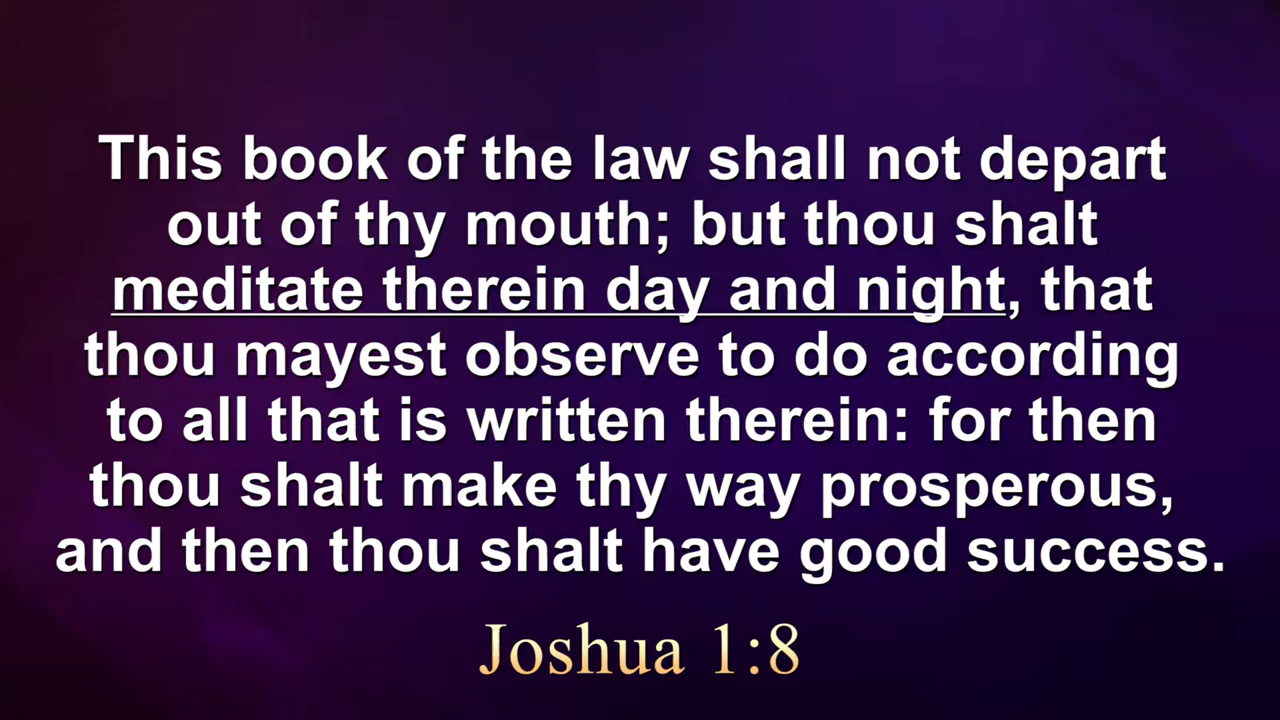 This book of the law shall not depart
out of thy mouth; but thou shalt
meditate therein day and night, that
thou mayest observe to do according
to all that is written therein: for then
thou shalt make thy way prosperous,
and then thou shalt have good success.
Joshua 1:8